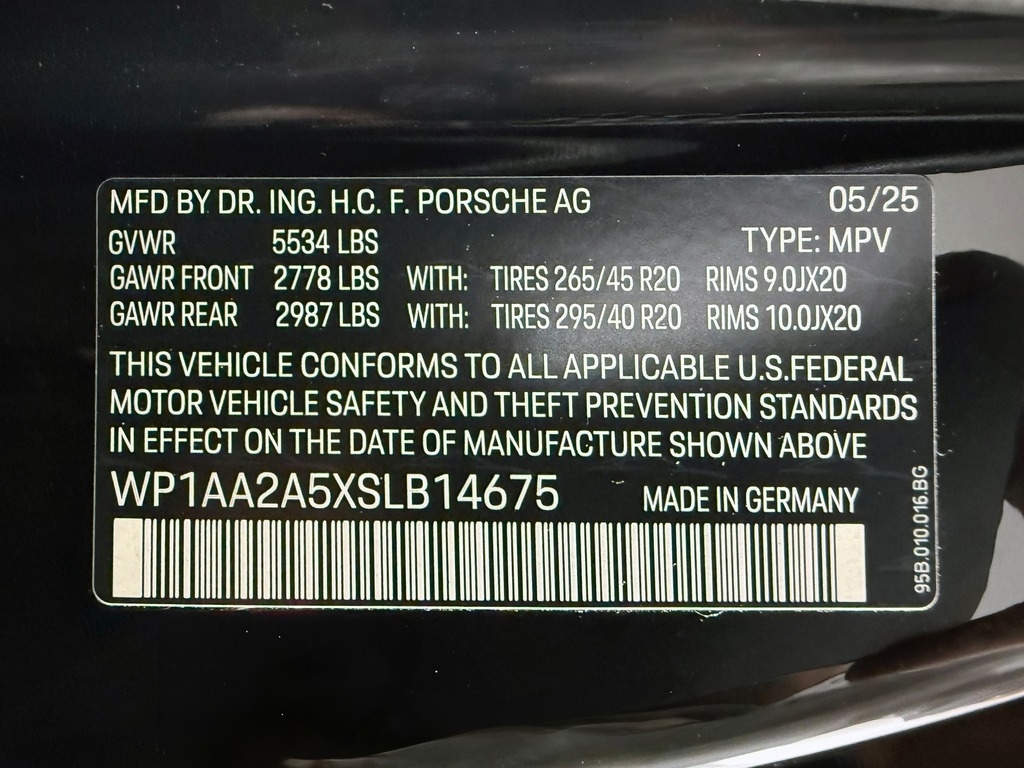 MFD BY DR. ING. H.C. F. PORSCHE AG 05/25
GVWR 5534 LBS TYPE: MPV
GAWR FRONT 2778 LBS WITH: TIRES 265/45 R20 RIMS 9.0JX20
GAWR REAR 2987 LBS WITH: TIRES 295/40 R20 RIMS 10.0JX20
THIS VEHICLE CONFORMS TO ALL APPLICABLE U.S.FEDERAL
MOTOR VEHICLE SAFETY AND THEFT PREVENTION STANDARDS
IN EFFECT ON THE DATE OF MANUFACTURE SHOWN ABOVE
WP1AA2A5XSLB14675 MADE IN GERMANY
95B.010.016.BG